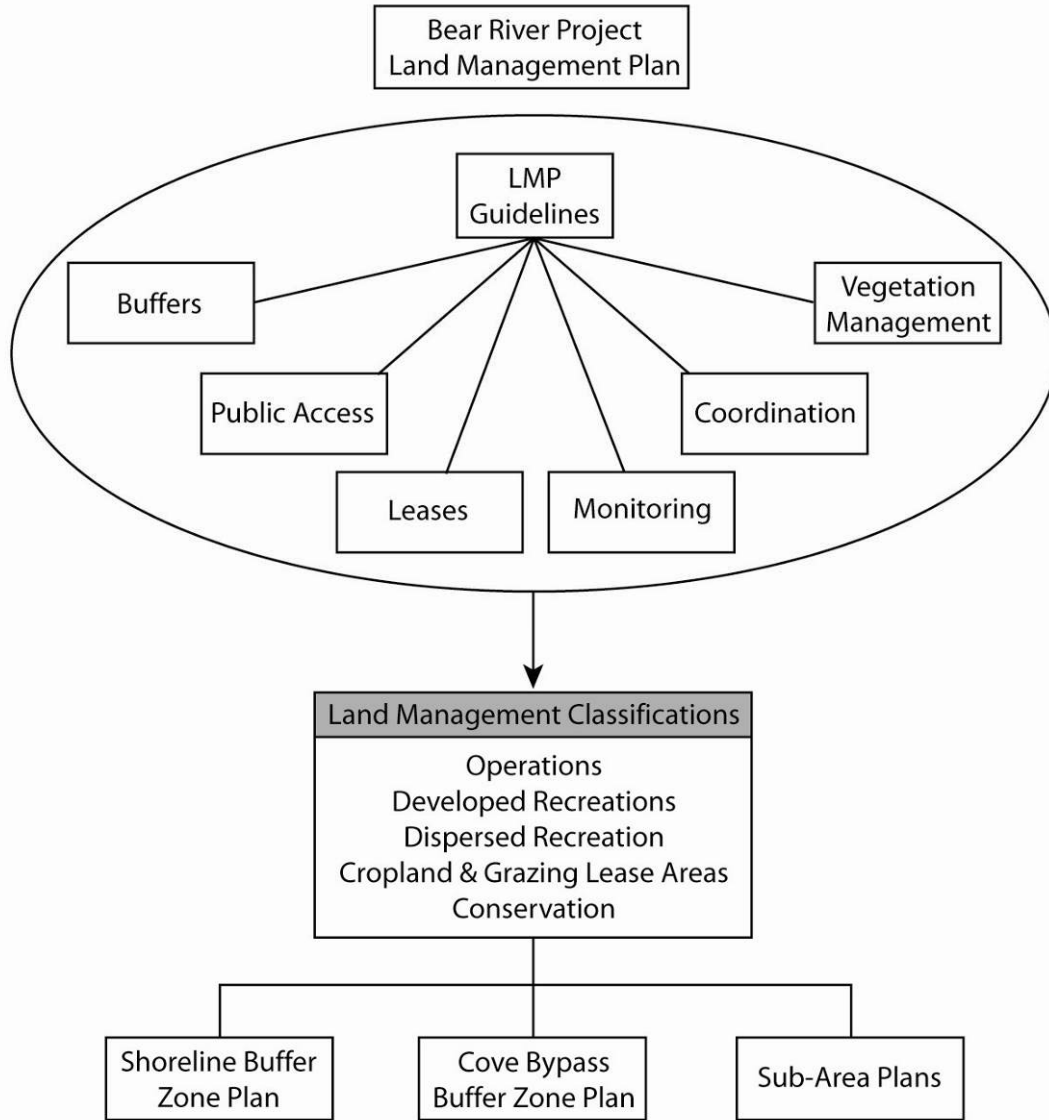 Bear River Project
Land Management Plan
LMP
Guidelines
Buffers
Vegetation
Management
Public Access
Coordination
Leases
Monitoring
Land Management Classifications
Operations
Developed Recreations
Dispersed Recreation
Cropland & Grazing Lease Areas
Conservation
Shoreline Buffer
Zone Plan
Cove Bypass
Buffer Zone Plan
Sub-Area Plans